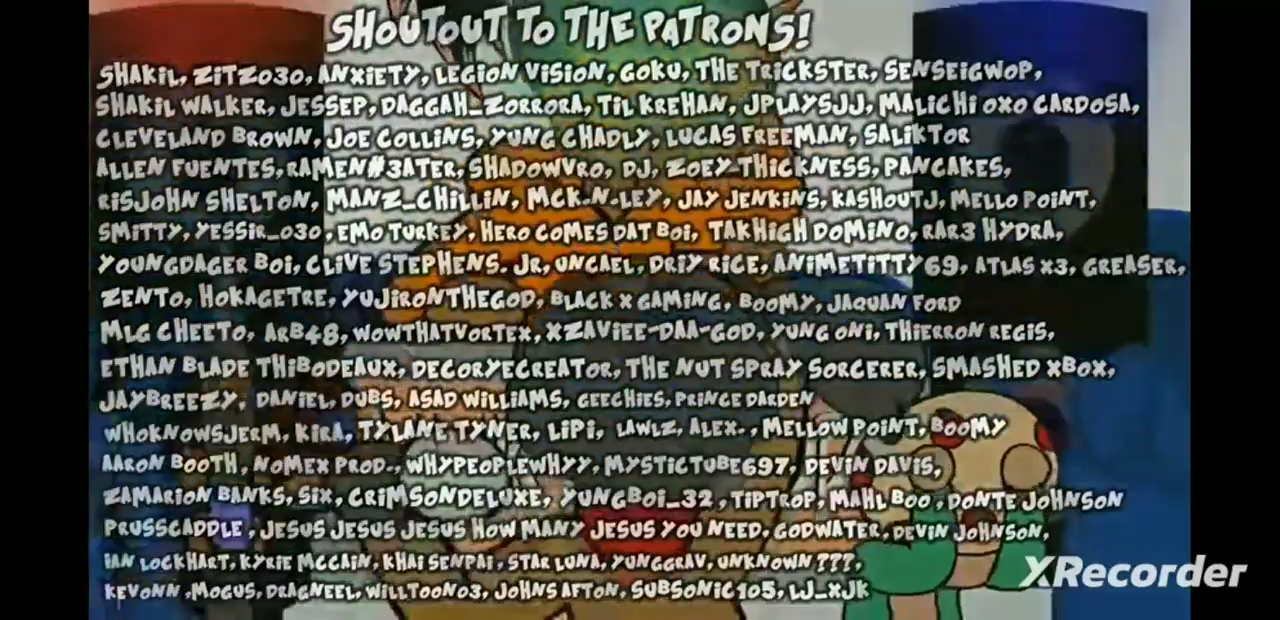 SHOUTOUT TO THE PATRONS!
SHAKIL, ZITZO30, ANXIETY, LEGION VISION, GOKU, THE TRICKSTER, SENSEIGWOP,
SHAKIL WALKER, JESSEP, DAGGAH_ZORRORA, TIL KREHAN, JPLAYSJJ, MALICHI OXO CARDOSA,
CLEVELAND BROWN, JOE COLLINS, YUNG CHADLY, LUCAS FREEMAN, SALIKTOR
ALLEN FUENTES, RAMEN#3ATER, SHADOWVRO, DJ, ZOEY THICKNESS, PANCAKES,
RISJOHN SHELTON, MANZ_CHILLIN, MCK-N-LEY, JAY JENKINS, KASHOUTJ, MELLO POINT,
SMITTY, YESSIR_030, EMO TURKEY, HERO COMES DAT BOI, TAKHIGH DOMINO, RAR3 HYDRA,
YOUNGDAGER BOI, CLIVE STEPHENS. JR, UNCAEL, DRIY RICE, ANIMETITTY69, ATLAS X3, GREASER,
ZENTO, HOKAGETRE, YUJIRONTHEGOD, BLACK X GAMING, BOOMY, JAQUAN FORD
MLG CHEETO, ARB48, WOWTHATVORTEX, XZAVIEE-DAA-GOD, YUNG ONI, THIERRON REGIS,
ETHAN BLADE THIBODEAUX, DECORYECREATOR, THE NUT SPRAY SORCERER, SMASHED XBOX,
JAYBREEZY, DANIEL, DUBS, ASAD WILLIAMS, GEECHIES, PRINCE DARDEN
WHOKNOWSJERM, KIRA, TYLANE TYNER, LIPI, LAWLZ, ALEX. , MELLOW POINT, BOOMY
AARON BOOTH, NOMEX PROD., WHYPEOPLEWHYY, MYSTICTUBE697, DEVIN DAVIS,
ZAMARION BANKS, SIX, CRIMSONDELUXE, YUNGBOI_32, TIPTROP, MAHL BOO, DONTE JOHNSON
PRUSSCADDLE, JESUS JESUS JESUS HOW MANY JESUS YOU NEED, GODWATER, DEVIN JOHNSON,
IAN LOCKHART, KYRIE MCCAIN, KHAI SENPAI, STAR LUNA, YUNGGRAV, UNKNOWN ???,
KEVONN, MOGUS, DRAGNEEL, WILLTOON03, JOHNS AFTON, SUBSONIC105, LJ_XJK
XRecorder